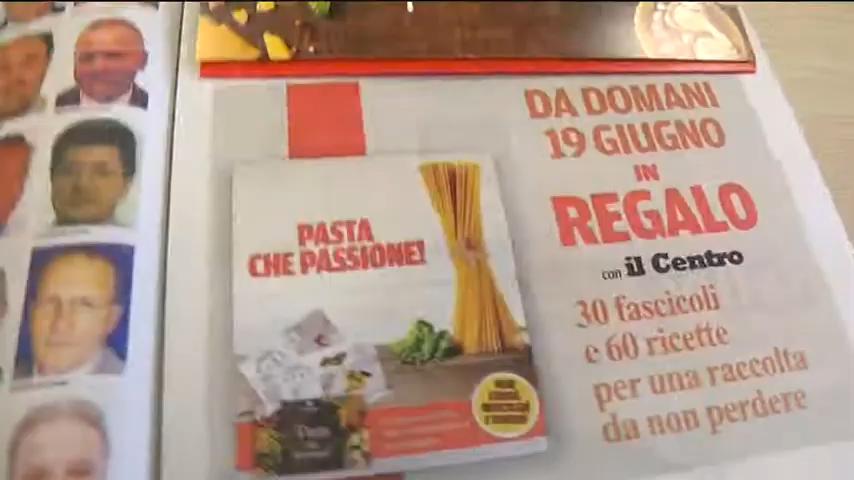 DA DOMANI
19 GIUGNO
IN
REGALO
con il Centro
30 fascicoli
e 60 ricette
per una raccolta
da non perdere
PASTA
CHE PASSIONE!